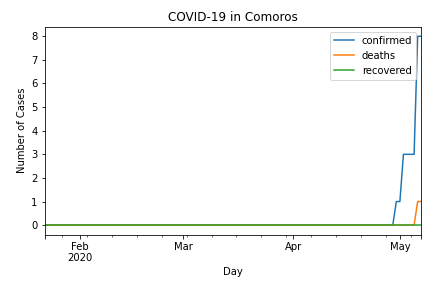 COVID-19 in Comoros
Number of Cases
8
7
6
5
4
3
2
1
0
confirmed
deaths
recovered
Feb
2020
Mar
Apr
May
Day